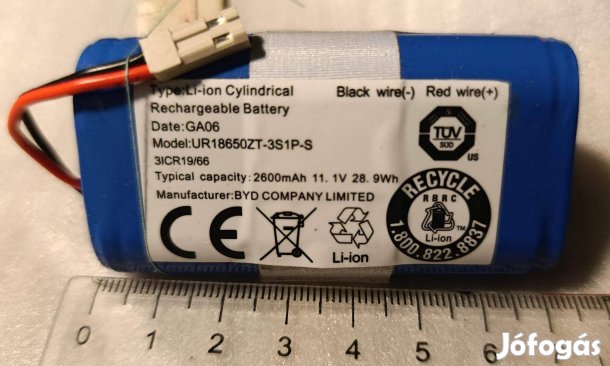 Type:Li-ion Cylindrical
Rechargeable Battery
Date:GA06
Model:UR18650ZT-3S1P-S
3ICR19/66
Typical capacity: 2600mAh 11.1V 28.9Wh
Manufacturer:BYD COMPANY LIMITED
Black wire(-) Red wire(+)
TÜV
SÜD
US
CE
Li-ion
RECYCLE
RBRC
Li-ion
TM
1.800.822.8837
0 1 2 3 4 5 6
Jófogás